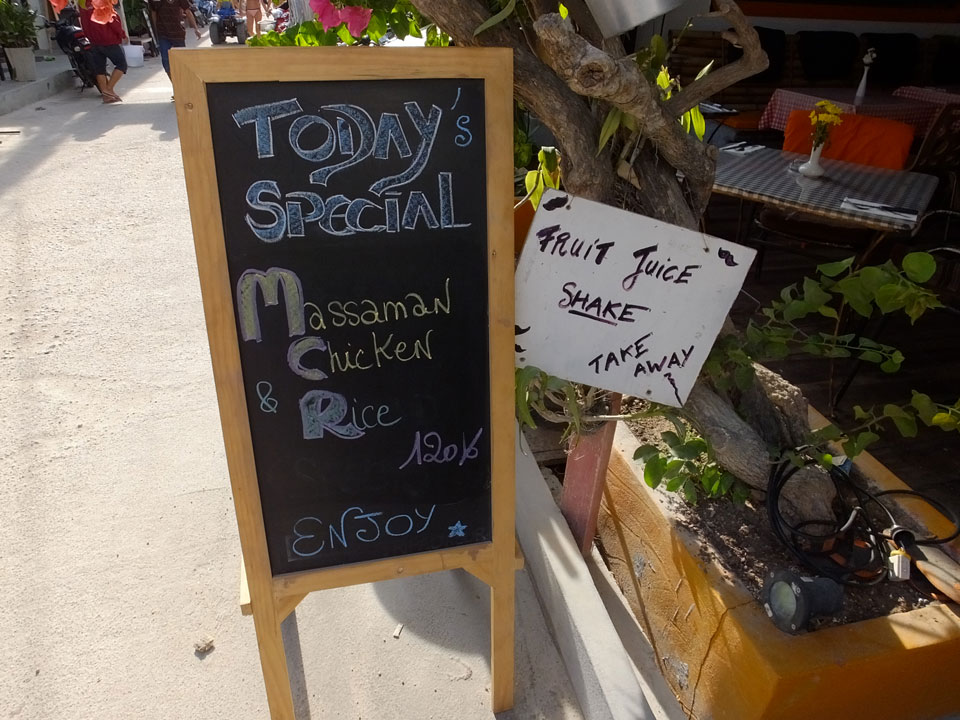 TODAY's
SPECIAL
Massaman
Chicken
& Rice
120
ENJOY
FRUIT JUICE
SHAKE
TAKE
AWAY